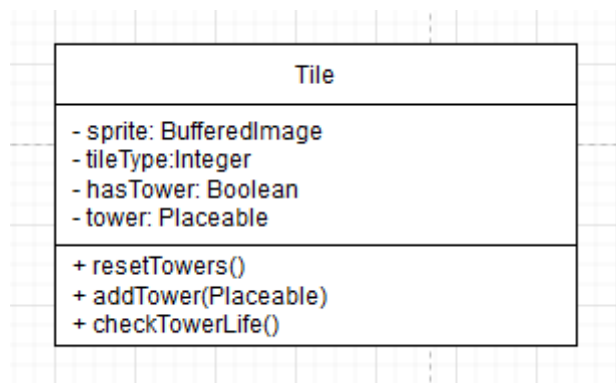 Tile
- sprite: BufferedImage
- tileType:Integer
- hasTower: Boolean
- tower: Placeable
+ resetTowers()
+ addTower(Placeable)
+ checkTowerLife()